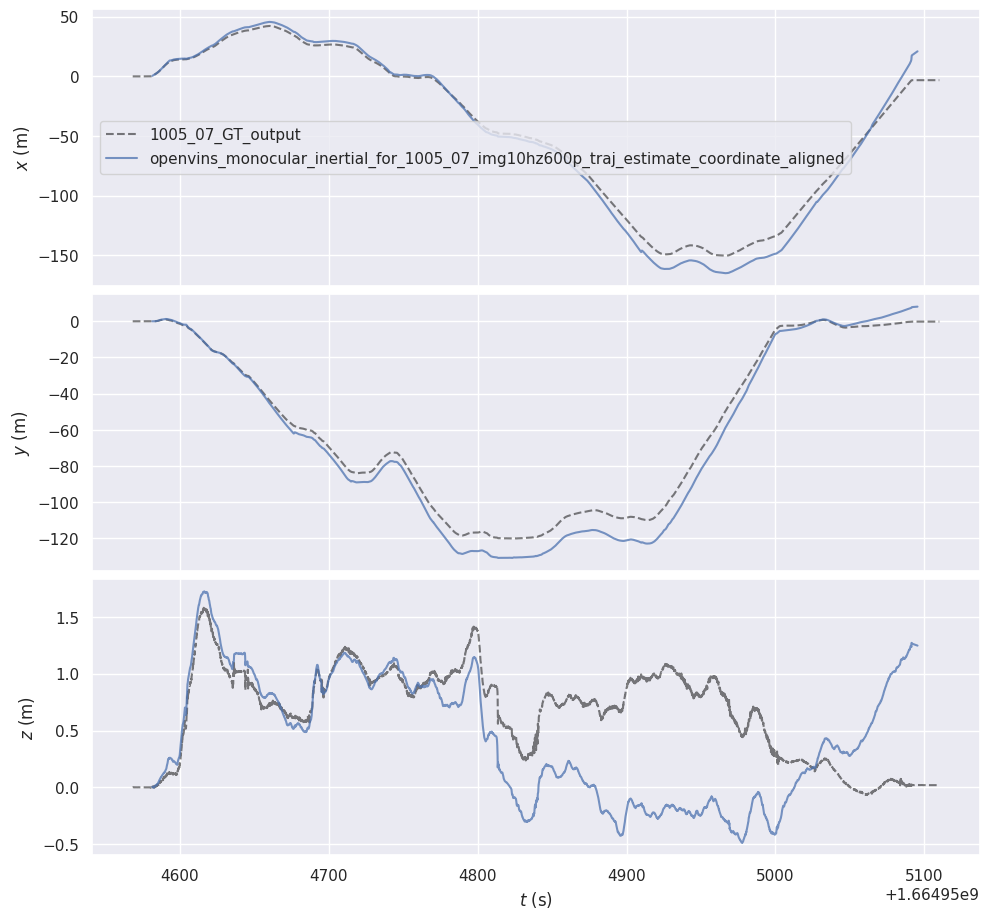 50
0
−50
−100
−150
x (m)
1005_07_GT_output
openvins_monocular_inertial_for_1005_07_img10hz600p_traj_estimate_coordinate_aligned
0
−20
−40
−60
−80
−100
−120
y (m)
1.5
1.0
0.5
0.0
−0.5
z (m)
4600 4700 4800 4900 5000 5100
+1.66495e9
t (s)